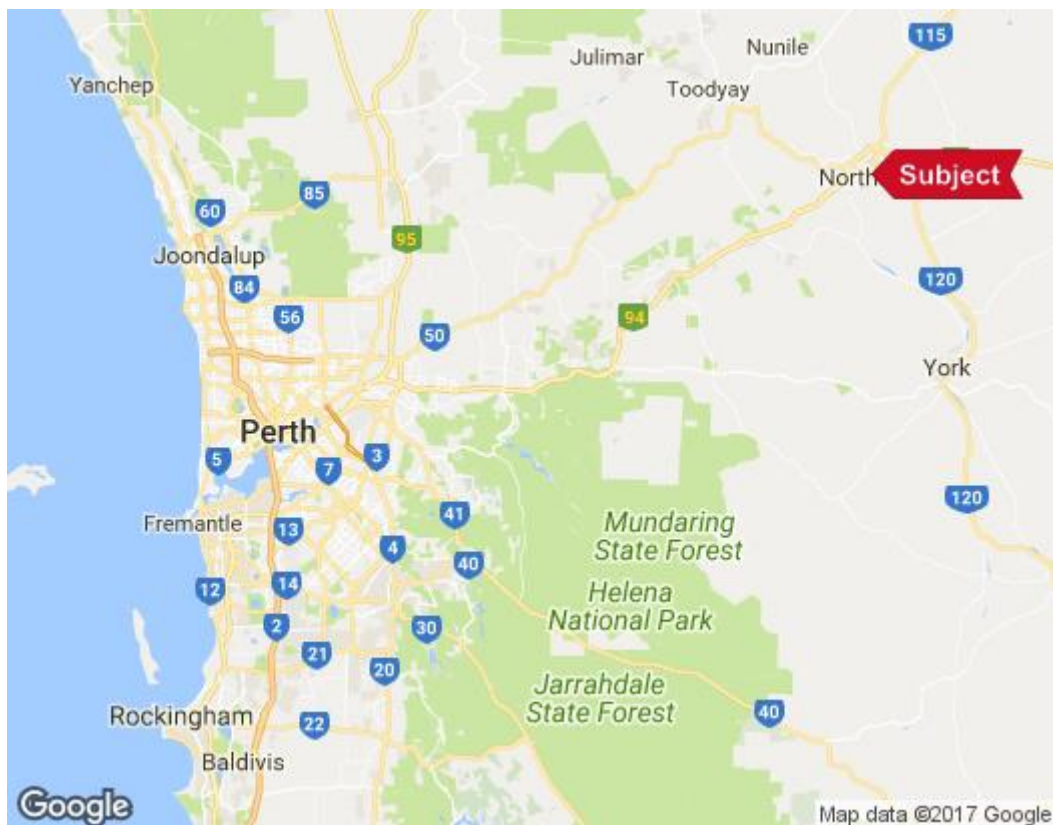 115
Nunile
Julimar
Toodyay
Yanchep
North
Subject
85
60
95
Joondalup
120
84
56
94
50
York
Perth
3
5
7
120
41
Fremantle
13
Mundaring
State Forest
4
40
14
12
Helena
National Park
2
30
21
20
Jarrahdale
State Forest
40
Rockingham
22
Baldivis
Google
Map data ©2017 Google